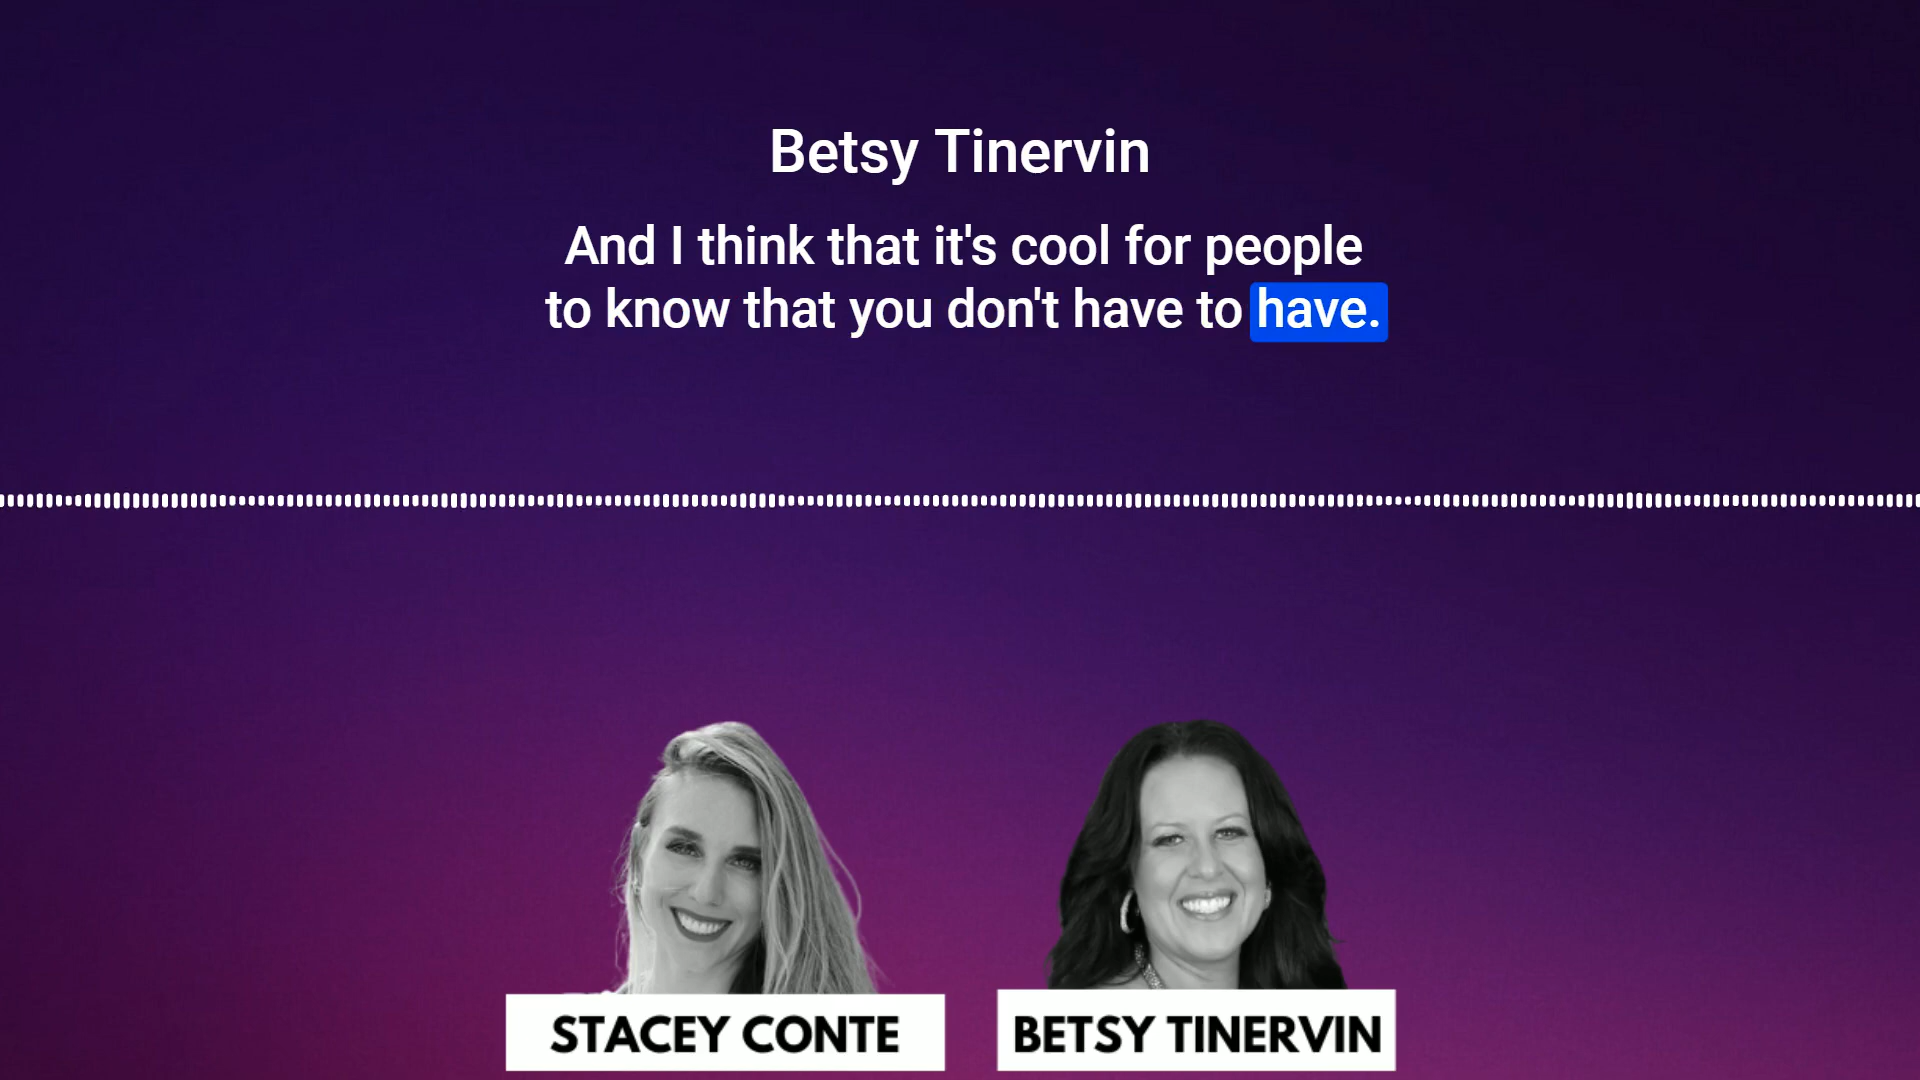 Betsy Tinervin
And I think that it's cool for people
to know that you don't have to have.
STACEY CONTE
BETSY TINERVIN